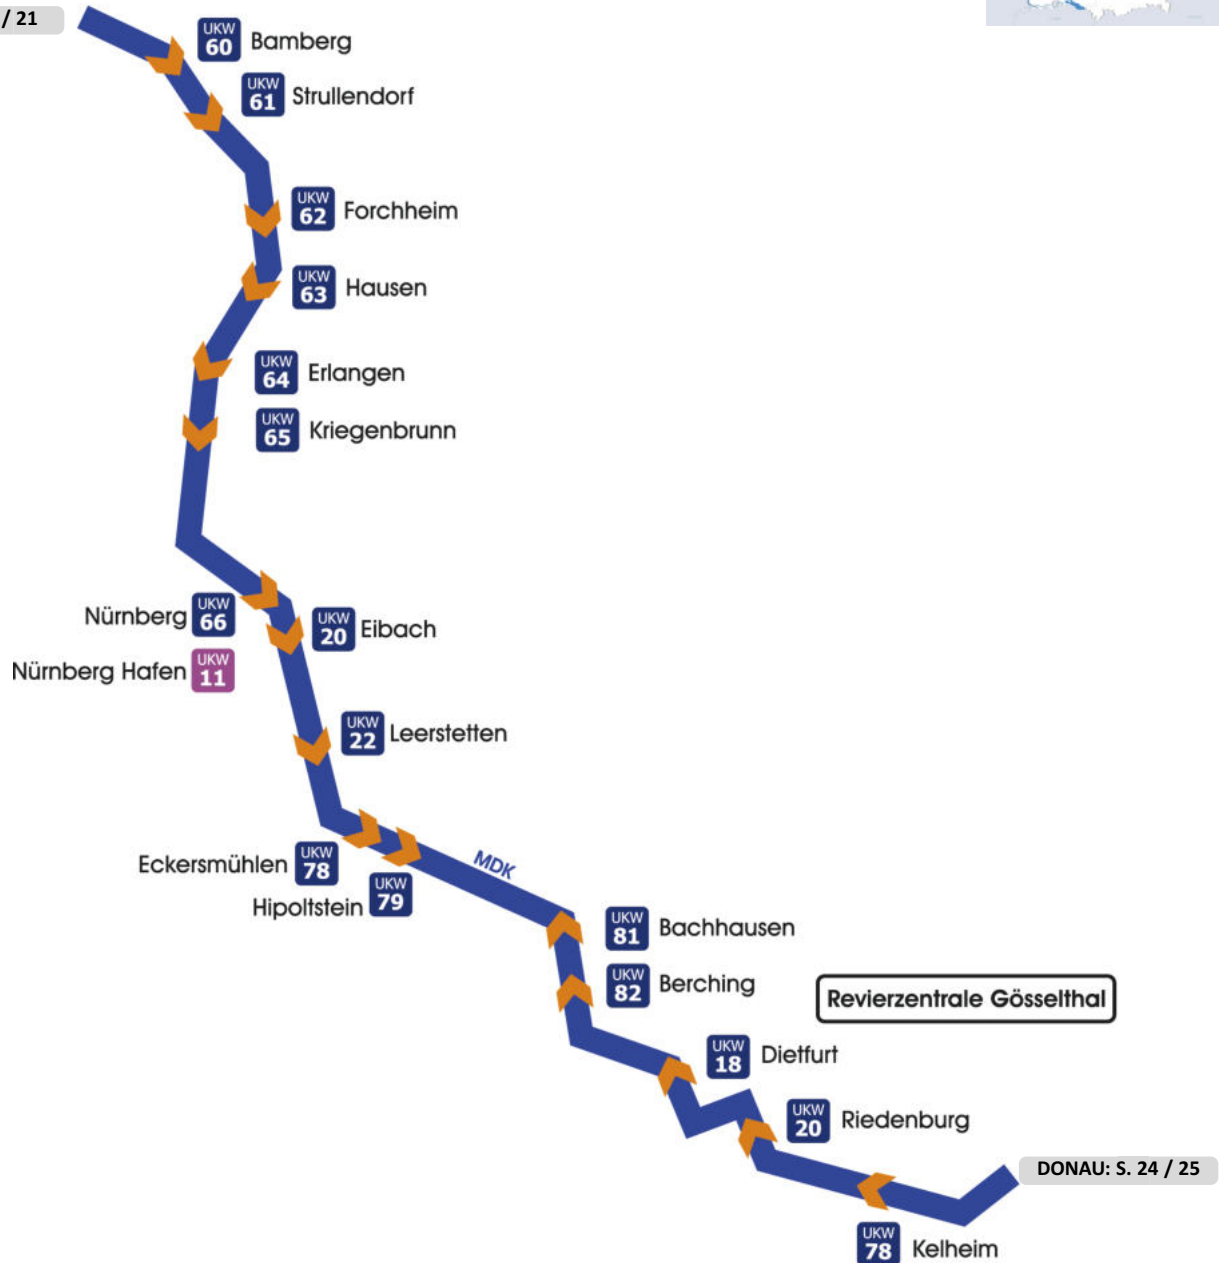 / 21
UKW
60 Bamberg
UKW
61 Strullendorf
UKW
62 Forchheim
UKW
63 Hausen
UKW
64 Erlangen
UKW
65 Kriegenbrunn
Nürnberg UKW
66
UKW
20 Eibach
Nürnberg Hafen UKW
11
UKW
22 Leerstetten
Eckersmühlen UKW
78
Hipoltstein UKW
79
MDK
UKW
81 Bachhausen
UKW
82 Berching
Revierzentrale Gösselthal
UKW
18 Dietfurt
UKW
20 Riedenburg
DONAU: S. 24 / 25
UKW
78 Kelheim